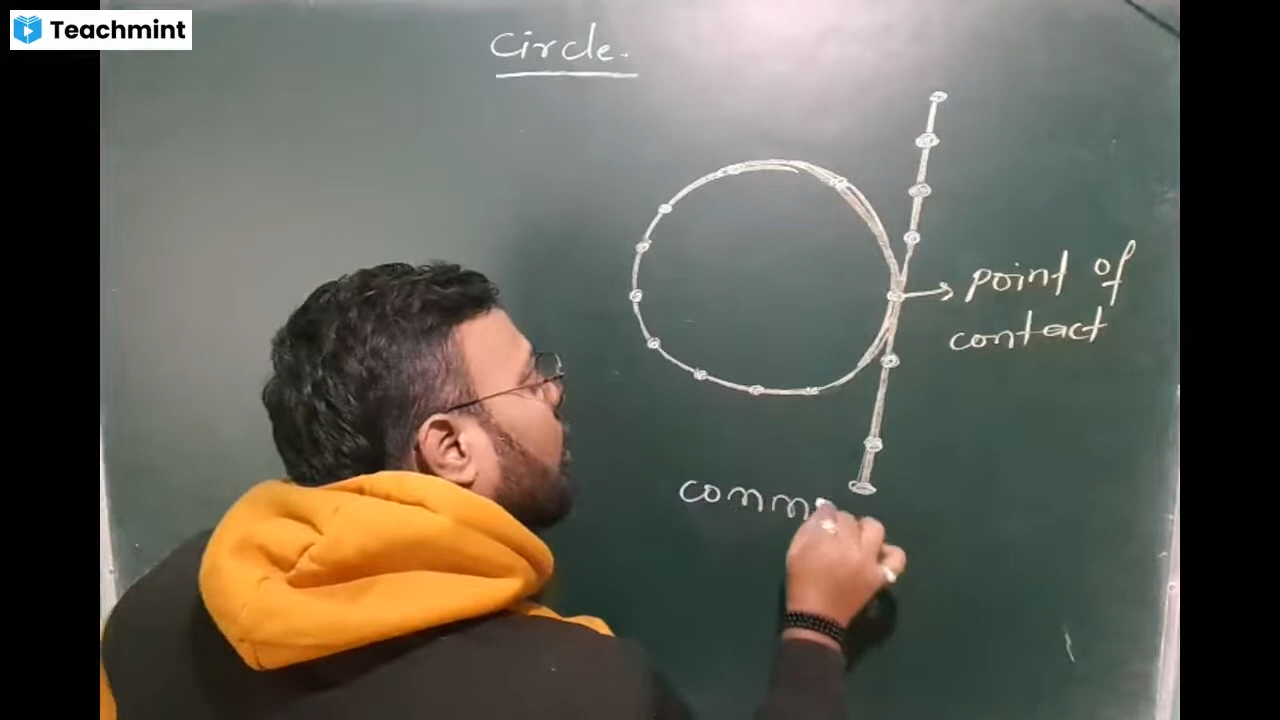 Teachmint
Circle.
point of
contact
comm